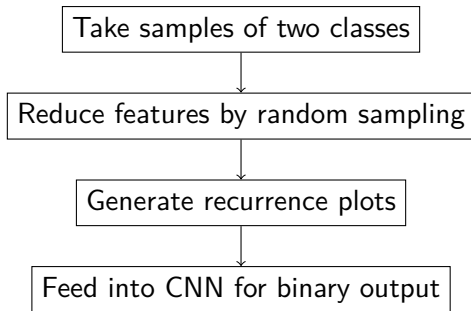 Take samples of two classes
Reduce features by random sampling
Generate recurrence plots
Feed into CNN for binary output